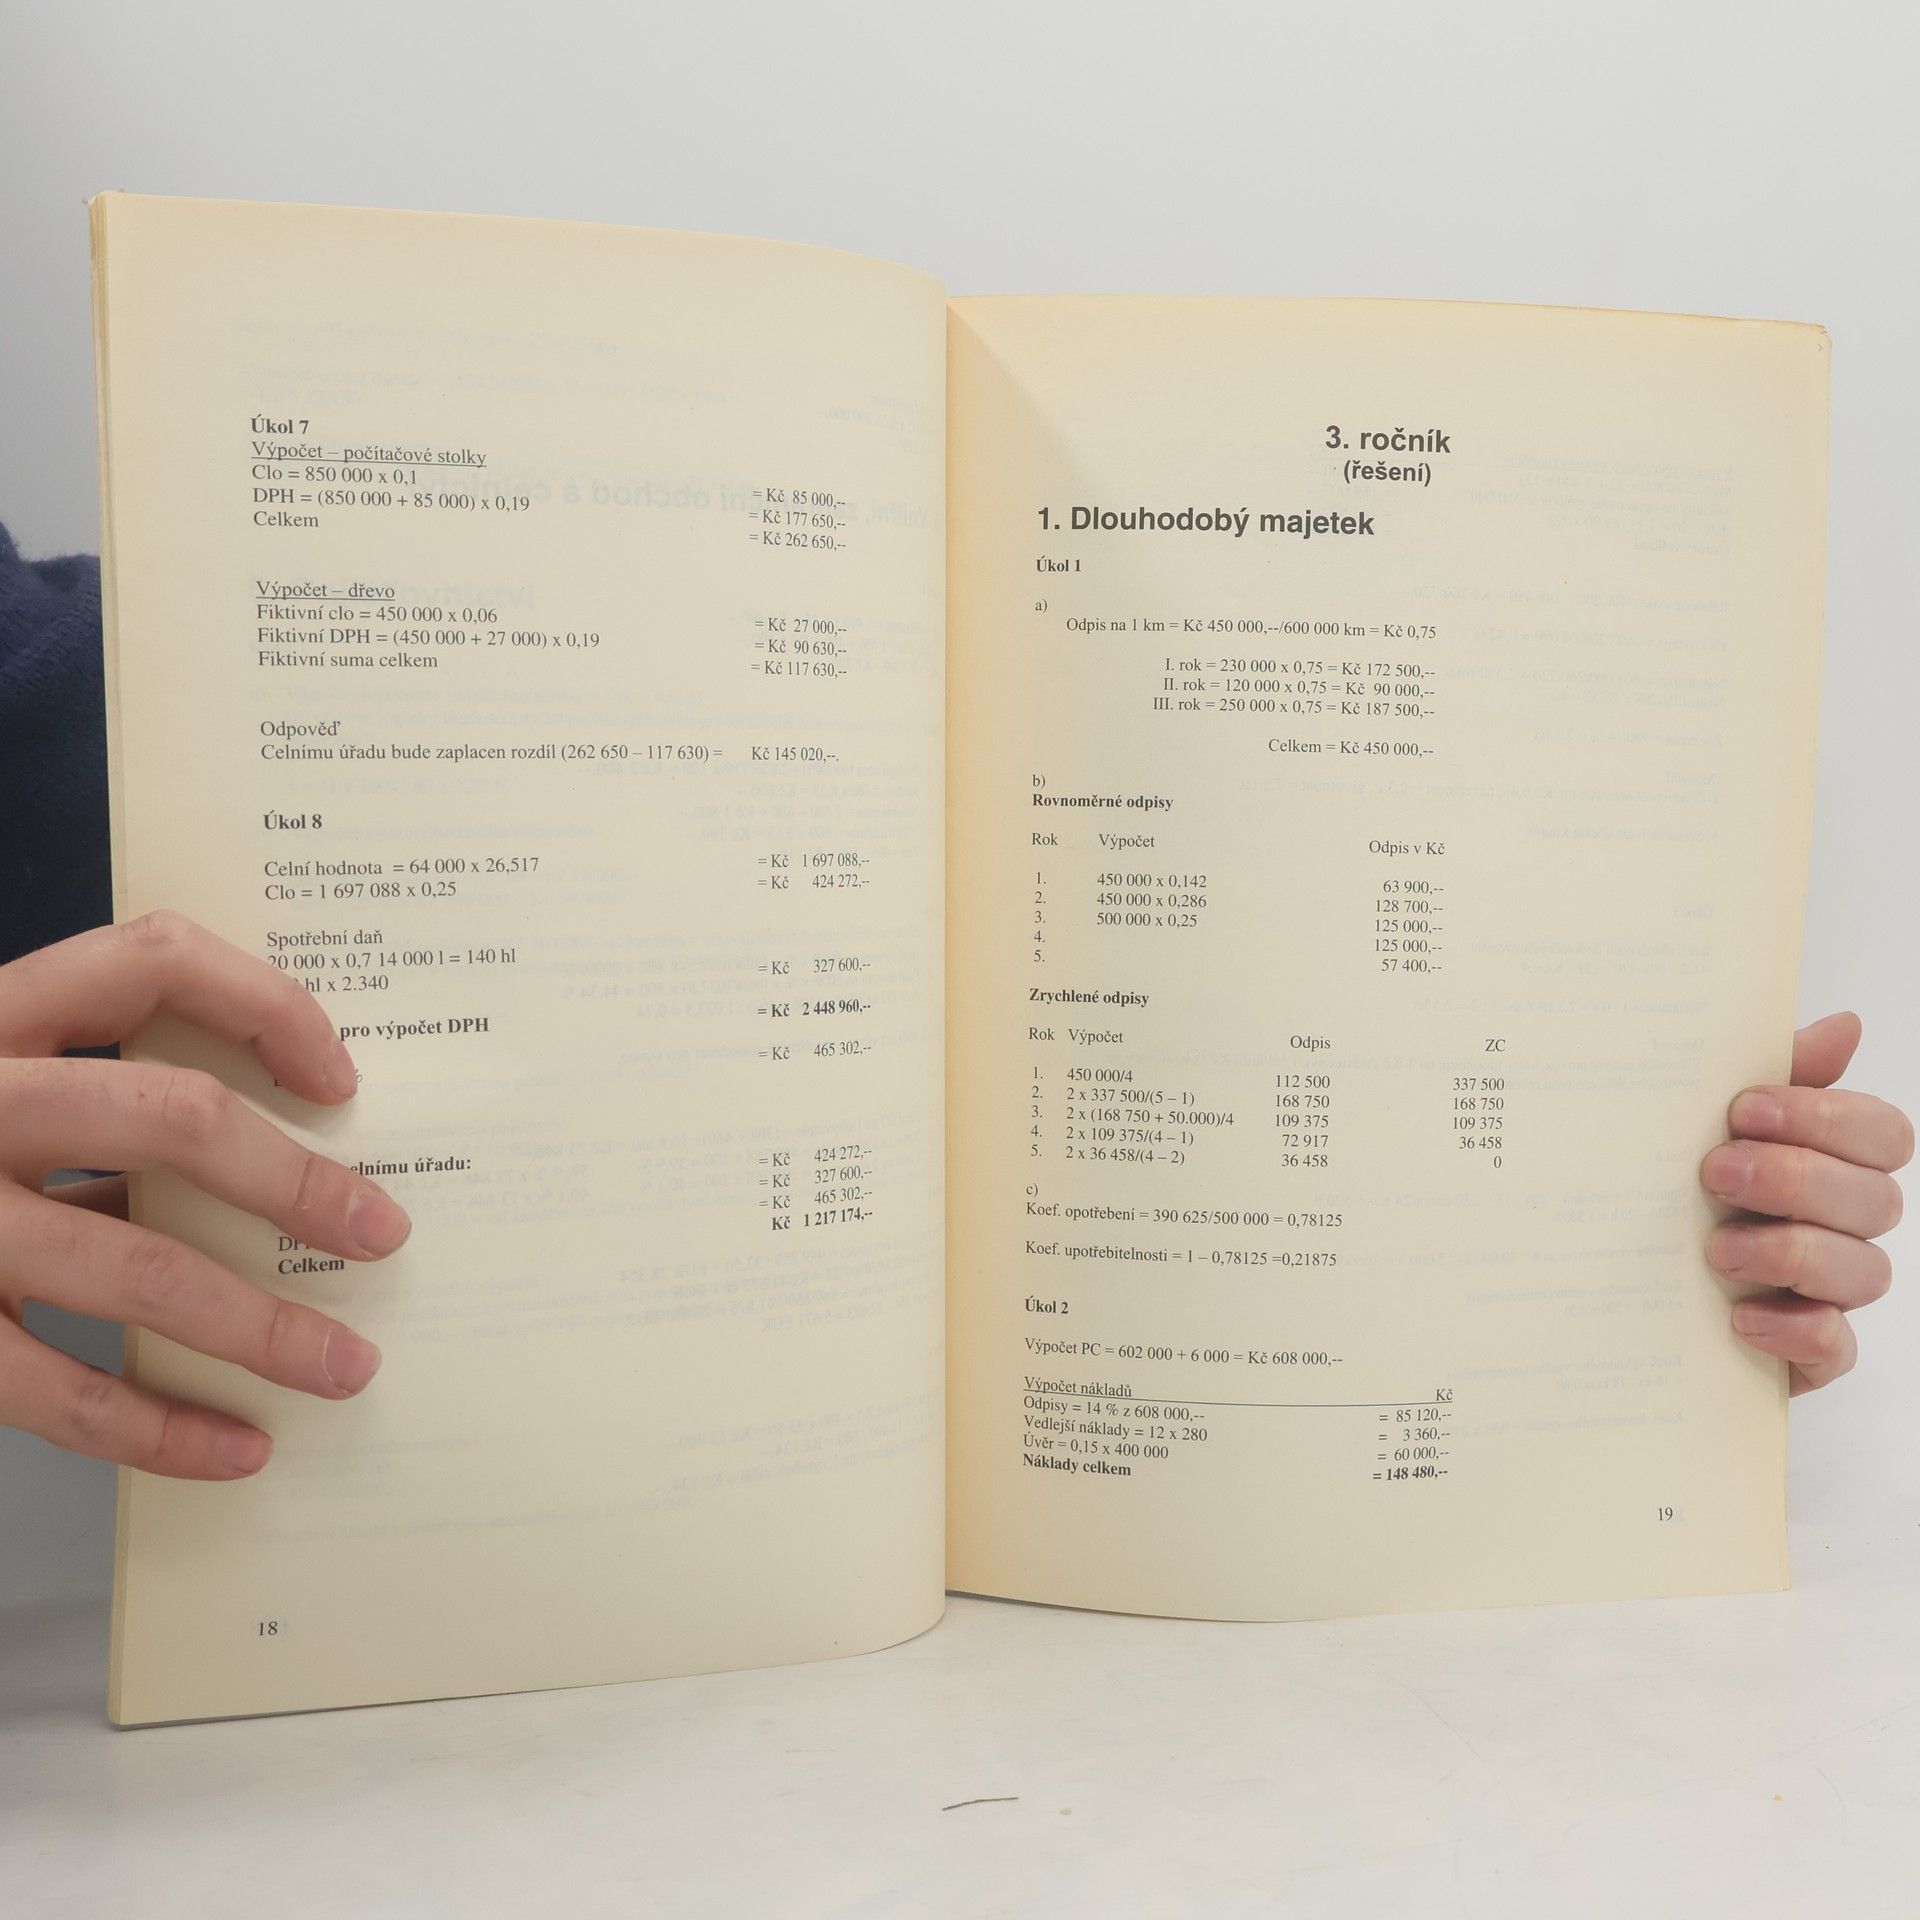 Úkol 7
Výpočet – počítačové stolky
Clo = 850 000 x 0,1 = Kč 85 000,--
DPH = (850 000 + 85 000) x 0,19 = Kč 177 650,--
Celkem = Kč 262 650,--
Výpočet – dřevo
Fiktivní clo = 450 000 x 0,06 = Kč 27 000,--
Fiktivní DPH = (450 000 + 27 000) x 0,19 = Kč 90 630,--
Fiktivní suma celkem = Kč 117 630,--
Odpověď
Celnímu úřadu bude zaplacen rozdíl (262 650 – 117 630) = Kč 145 020,--.
Úkol 8
Celní hodnota = 64 000 x 26,517 = Kč 1 697 088,--
Clo = 1 697 088 x 0,25 = Kč 424 272,--
Spotřební daň
20 000 x 0,7 14 000 l = 140 hl
hl x 2.340 = Kč 327 600,--
pro výpočet DPH = Kč 2 448 960,--
= Kč 465 302,--
úřadu:
= Kč 424 272,--
= Kč 327 600,--
= Kč 465 302,--
Celkem Kč 1 217 174,--
18
3. ročník
(řešení)
1. Dlouhodobý majetek
Úkol 1
a)
Odpis na 1 km = Kč 450 000,--/600 000 km = Kč 0,75
I. rok = 230 000 x 0,75 = Kč 172 500,--
II. rok = 120 000 x 0,75 = Kč 90 000,--
III. rok = 250 000 x 0,75 = Kč 187 500,--
Celkem = Kč 450 000,--
b)
Rovnoměrné odpisy
Rok Výpočet Odpis v Kč
1. 450 000 x 0,142 63 900,--
2. 450 000 x 0,286 128 700,--
3. 500 000 x 0,25 125 000,--
4. 125 000,--
5. 57 400,--
Zrychlené odpisy
Rok Výpočet Odpis ZC
1. 450 000/4 112 500 337 500
2. 2 x 337 500/(5 – 1) 168 750 168 750
3. 2 x (168 750 + 50.000)/4 109 375 109 375
4. 2 x 109 375/(4 – 1) 72 917 36 458
5. 2 x 36 458/(4 – 2) 36 458 0
c)
Koef. opotřebení = 390 625/500 000 = 0,78125
Koef. upotřebitelnosti = 1 – 0,78125 =0,21875
Úkol 2
Výpočet PC = 602 000 + 6 000 = Kč 608 000,--
Výpočet nákladů Kč
Odpisy = 14 % z 608 000,-- = 85 120,--
Vedlejší náklady = 12 x 280 = 3 360,--
Úvěr = 0,15 x 400 000 = 60 000,--
Náklady celkem = 148 480,--
19